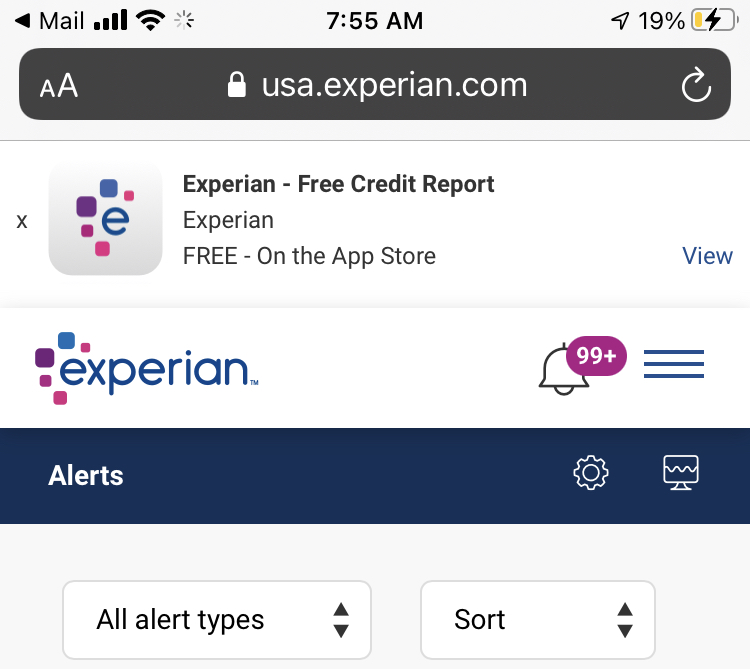 Mail 7:55 AM 19%
AA usa.experian.com
x
Experian - Free Credit Report
Experian
FREE - On the App Store
View
e
experian™
99+
Alerts
All alert types
Sort